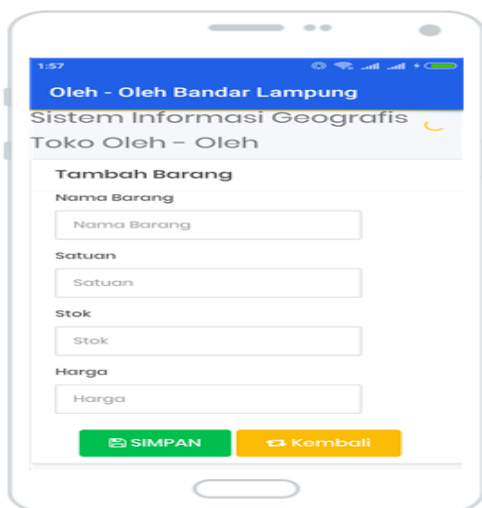 1:57
Oleh - Oleh Bandar Lampung
Sistem Informasi Geografis
Toko Oleh - Oleh
Tambah Barang
Nama Barang
Nama Barang
Satuan
Satuan
Stok
Stok
Harga
Harga
SIMPAN Kembali